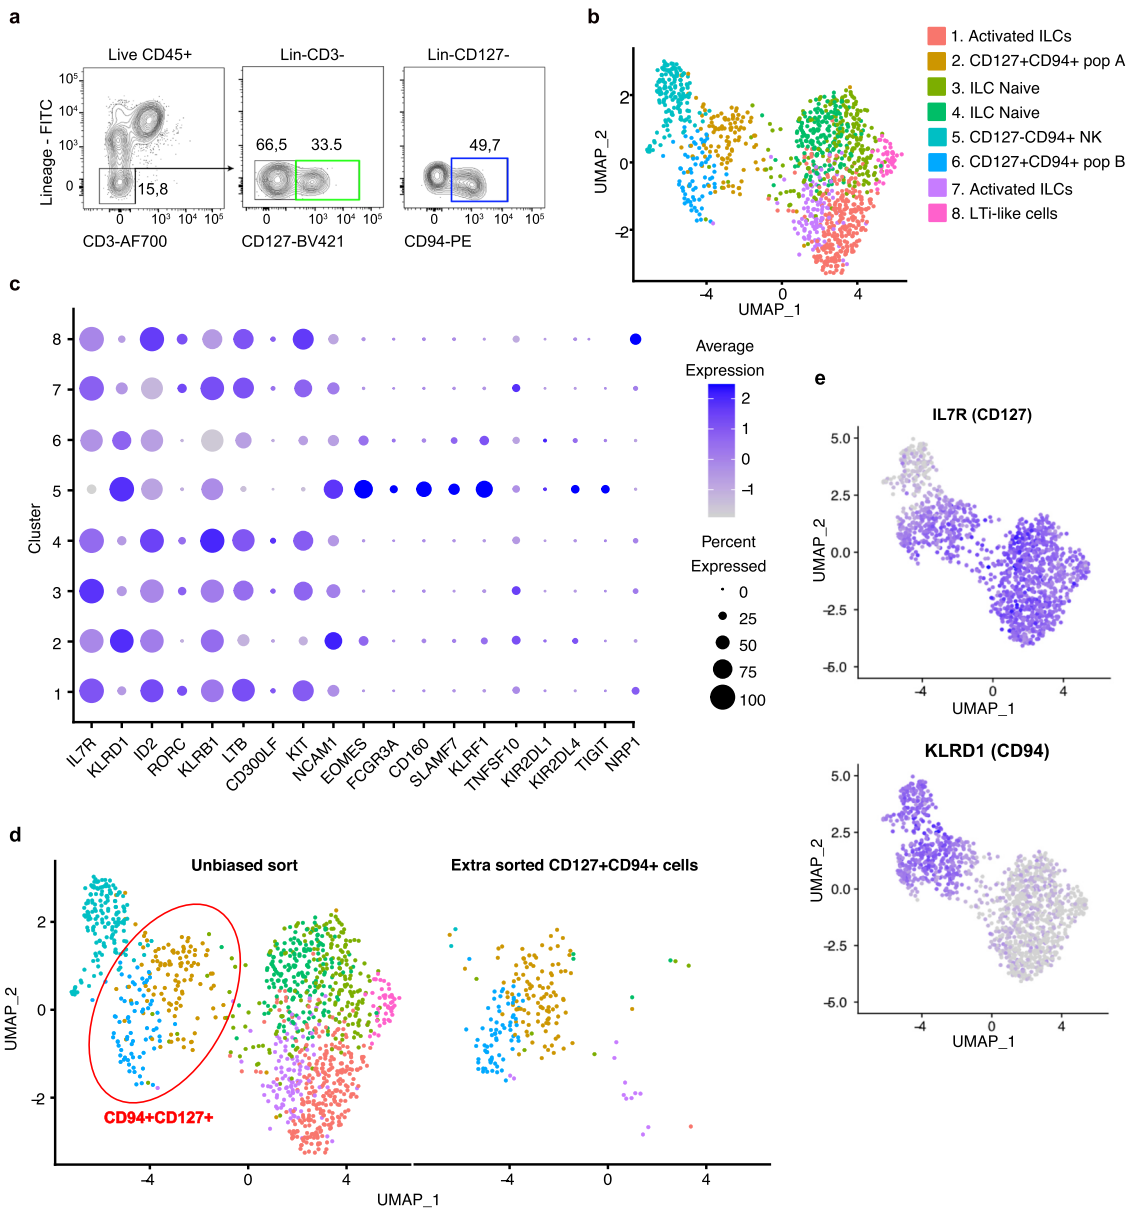 a
Live CD45+
Lin-CD3-
Lin-CD127-
Lineage - FITC
10⁵
10⁴
10³
0
15,8
66,5
33.5
49,7
0
10³
10⁴
10⁵
0
10³
10⁴
10⁵
0
10³
10⁴
10⁵
CD3-AF700
CD127-BV421
CD94-PE
b
UMAP_2
2
0
-2
-4
0
4
UMAP_1
1. Activated ILCs
2. CD127+CD94+ pop A
3. ILC Naive
4. ILC Naive
5. CD127-CD94+ NK
6. CD127+CD94+ pop B
7. Activated ILCs
8. LTi-like cells
c
Cluster
8
7
6
5
4
3
2
1
IL7R
KLRD1
ID2
RORC
KLRB1
LTB
CD300LF
KIT
NCAM1
EOMES
FCGR3A
CD160
SLAMF7
KLRF1
TNFSF10
KIR2DL1
KIR2DL4
TIGIT
NRP1
Average
Expression
2
1
0
-1
Percent
Expressed
0
25
50
75
100
d
Unbiased sort
Extra sorted CD127+CD94+ cells
UMAP_2
2
0
-2
CD94+CD127+
-4
0
4
-4
0
4
UMAP_1
e
IL7R (CD127)
UMAP_2
5.0
2.5
0.0
-2.5
-5.0
-4
0
4
UMAP_1
KLRD1 (CD94)
UMAP_2
5.0
2.5
0.0
-2.5
-5.0
-4
0
4
UMAP_1